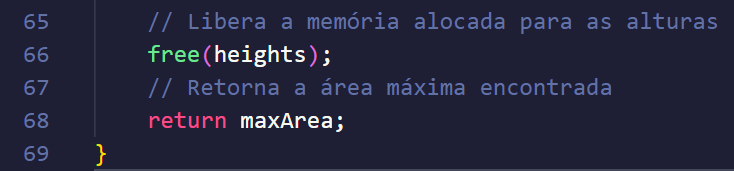 65 // Libera a memória alocada para as alturas
66 free(heights);
67 // Retorna a área máxima encontrada
68 return maxArea;
69 }